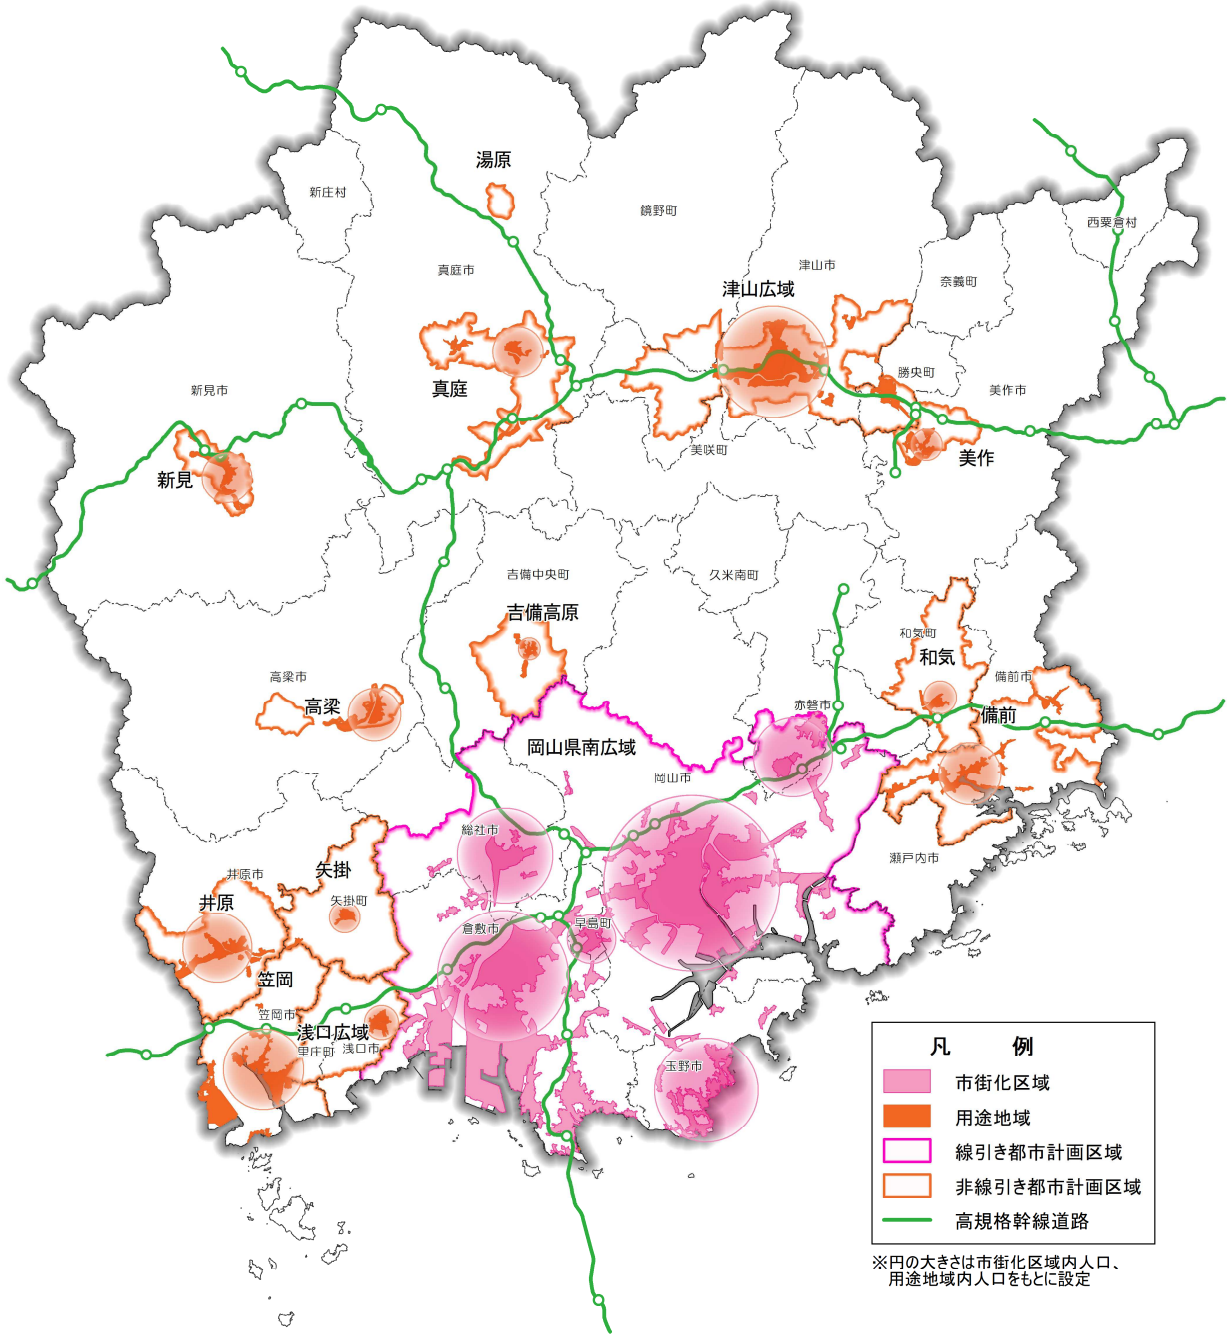 湯原
新庄村
鏡野町
西粟倉村
真庭市
津山市
奈義町
津山広域
新見市
真庭
勝央町
美作市
美咲町
美作
新見
吉備中央町
久米南町
吉備高原
和気町
和気
高梁市
備前市
高梁
赤磐市
備前
岡山県南広域
岡山市
総社市
瀬戸内市
矢掛
井原市
井原
矢掛町
倉敷市
早島町
笠岡
笠岡市
浅口広域
里庄町
浅口市
玉野市
凡 例
市街化区域
用途地域
線引き都市計画区域
非線引き都市計画区域
高規格幹線道路
※円の大きさは市街化区域内人口、
用途地域内人口をもとに設定